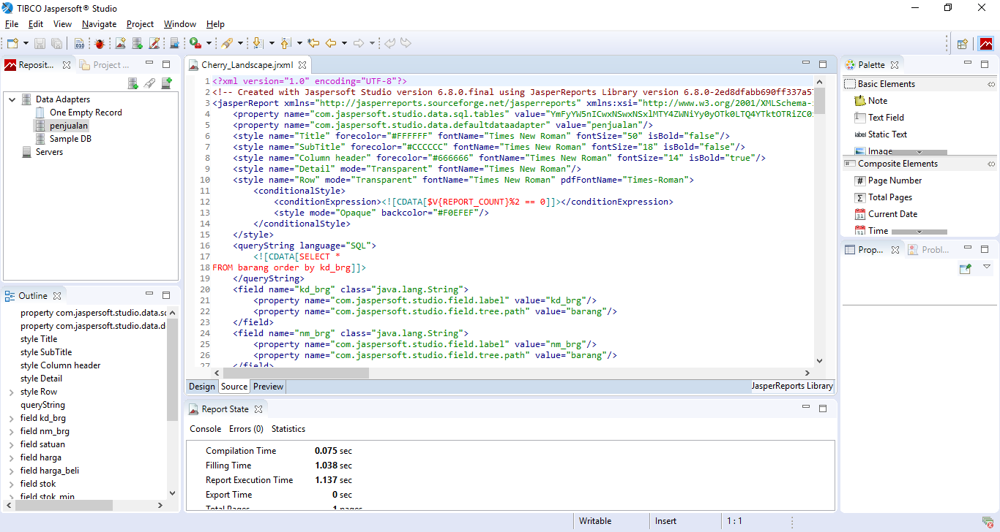 TIBCO Jaspersoft® Studio
File Edit View Navigate Project Window Help
Reposit... Project ...
Data Adapters
One Empty Record
penjualan
Sample DB
Servers
Outline
property com.jaspersoft.studio.data.sc
property com.jaspersoft.studio.data.d
style Title
style SubTitle
style Column header
style Detail
style Row
queryString
field kd_brg
field nm_brg
field satuan
field harga
field harga_beli
field stok
field stok_min
Cherry_Landscape.jrxml
1 <?xml version="1.0" encoding="UTF-8"?>
2 <!-- Created with Jaspersoft Studio version 6.8.0.final using JasperReports Library version 6.8.0-2ed8dfabb690ff337a5
3 <jasperReport xmlns="http://jasperreports.sourceforge.net/jasperreports" xmlns:xsi="http://www.w3.org/2001/XMLSchema-
4 <property name="com.jaspersoft.studio.data.sql.tables" value="
5 <property name="com.jaspersoft.studio.data.defaultdataadapter" value="penjualan"/>
6 <style name="Title" forecolor="#FFFFFF" fontName="Times New Roman" fontSize="50" isBold="false"/>
7 <style name="SubTitle" forecolor="#CCCCCC" fontName="Times New Roman" fontSize="18" isBold="false"/>
8 <style name="Column header" forecolor="#666666" fontName="Times New Roman" fontSize="14" isBold="true"/>
9 <style name="Detail" mode="Transparent" fontName="Times New Roman"/>
10 <style name="Row" mode="Transparent" fontName="Times New Roman" pdfFontName="Times-Roman">
11 <conditionalStyle>
12 <conditionExpression><![CDATA[$V{REPORT_COUNT}%2 == 0]]></conditionExpression>
13 <style mode="Opaque" backcolor="#F0EFEF"/>
14 </conditionalStyle>
15 </style>
16 <queryString language="SQL">
17 <![CDATA[SELECT *
18 FROM barang order by kd_brg]]>
19 </queryString>
20 <field name="kd_brg" class="java.lang.String">
21 <property name="com.jaspersoft.studio.field.label" value="kd_brg"/>
22 <property name="com.jaspersoft.studio.field.tree.path" value="barang"/>
23 </field>
24 <field name="nm_brg" class="java.lang.String">
25 <property name="com.jaspersoft.studio.field.label" value="nm_brg"/>
26 <property name="com.jaspersoft.studio.field.tree.path" value="barang"/>
27 </field>
Design Source Preview JasperReports Library
Report State
Console Errors (0) Statistics
Compilation Time 0.075 sec
Filling Time 1.038 sec
Report Execution Time 1.137 sec
Export Time 0 sec
Total Pages 1 pages
Palette
Basic Elements
Note
Text Field
label Static Text
Image
Composite Elements
# Page Number
Σ Total Pages
31 Current Date
31 Time
Prop... Probl...
Writable Insert 1 : 1